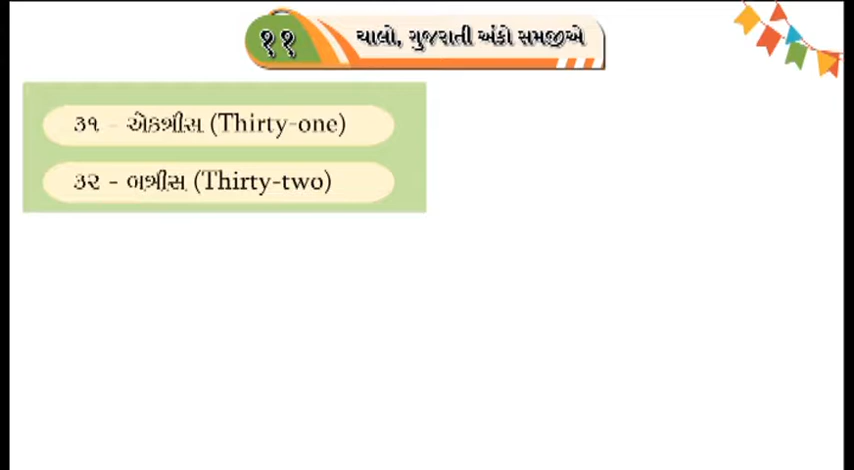 ૧૧
ચાલો, ગુજરાતી અંકો સમજીએ
૩૧ - એકત્રીસ (Thirty-one)
૩૨ - બત્રીસ (Thirty-two)